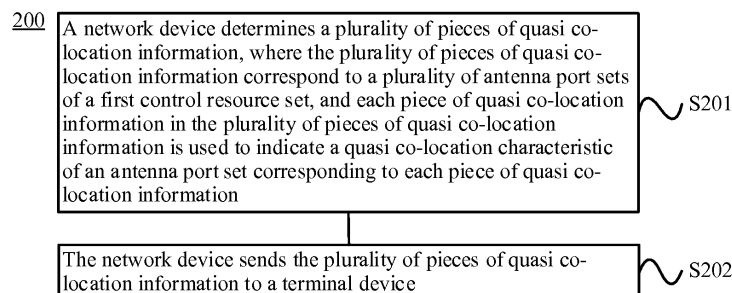 200
A network device determines a plurality of pieces of quasi co-
location information, where the plurality of pieces of quasi co-
location information correspond to a plurality of antenna port sets
of a first control resource set, and each piece of quasi co-location
information in the plurality of pieces of quasi co-location
information is used to indicate a quasi co-location characteristic
of an antenna port set corresponding to each piece of quasi co-
location information
S201
The network device sends the plurality of pieces of quasi co-
location information to a terminal device
S202